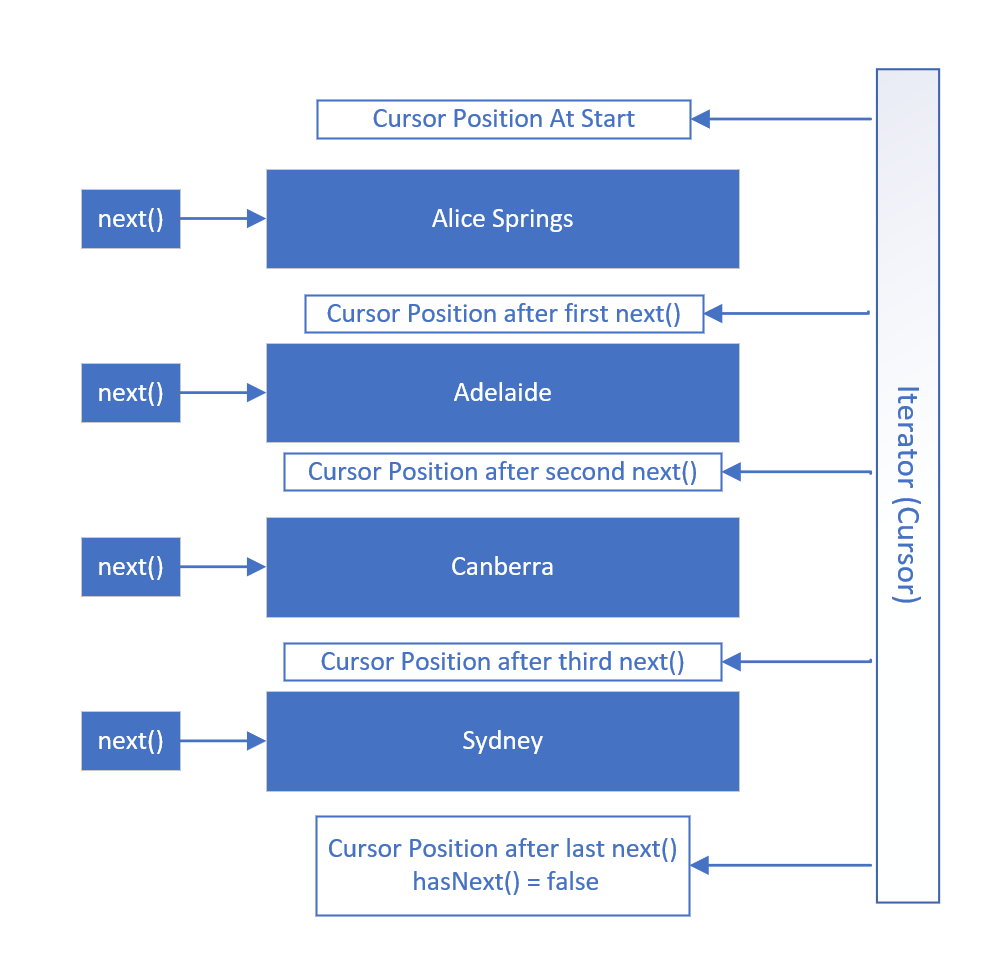 Cursor Position At Start
next()
Alice Springs
Cursor Position after first next()
next()
Adelaide
Cursor Position after second next()
next()
Canberra
Cursor Position after third next()
next()
Sydney
Cursor Position after last next()
hasNext() = false
Iterator (Cursor)